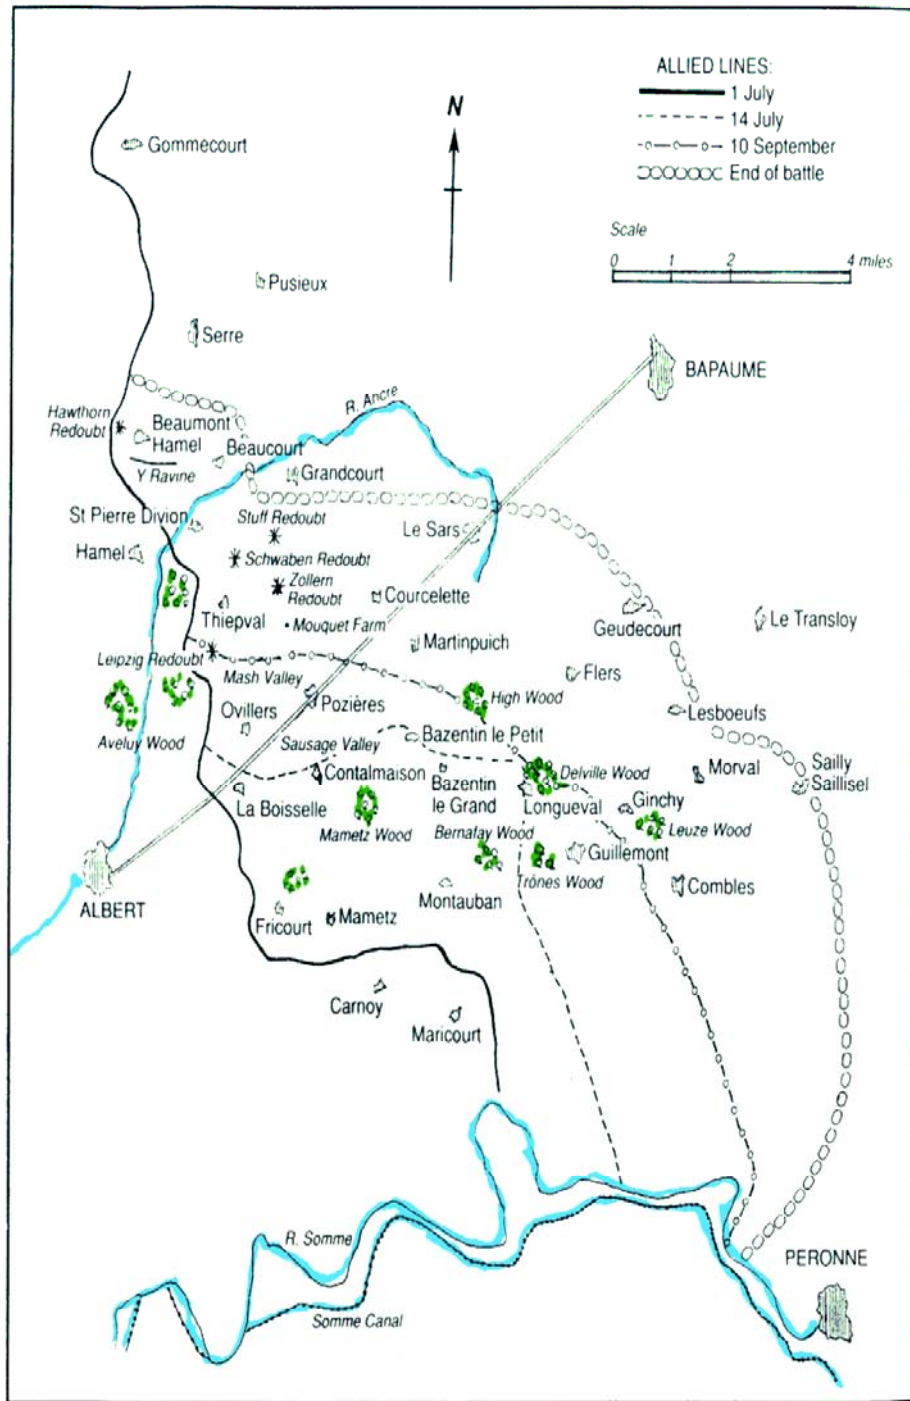 ALLIED LINES:
1 July
14 July
10 September
End of battle
N
Scale
0 1 2 4 miles
Gommecourt
Pusieux
Serre
BAPAUME
R. Ancre
Hawthorn
Redoubt
Beaumont
Hamel
Beaucourt
Y Ravine
Grandcourt
St Pierre Divion
Stuff Redoubt
Le Sars
Hamel
Schwaben Redoubt
Zollern
Redoubt
Courcelette
Thiepval
Mouquet Farm
Geudecourt
Le Transloy
Martinpuich
Leipzig Redoubt
Mash Valley
Flers
Pozières
High Wood
Ovillers
Lesboeufs
Aveluy Wood
Sausage Valley
Bazentin le Petit
Contalmaison
Bazentin
le Grand
Delville Wood
Morval
Sailly
Saillisel
La Boisselle
Longueval
Ginchy
Mametz Wood
Bernafay Wood
Leuze Wood
Guillemont
Trônes Wood
Combles
ALBERT
Fricourt
Mametz
Montauban
Carnoy
Maricourt
R. Somme
PERONNE
Somme Canal